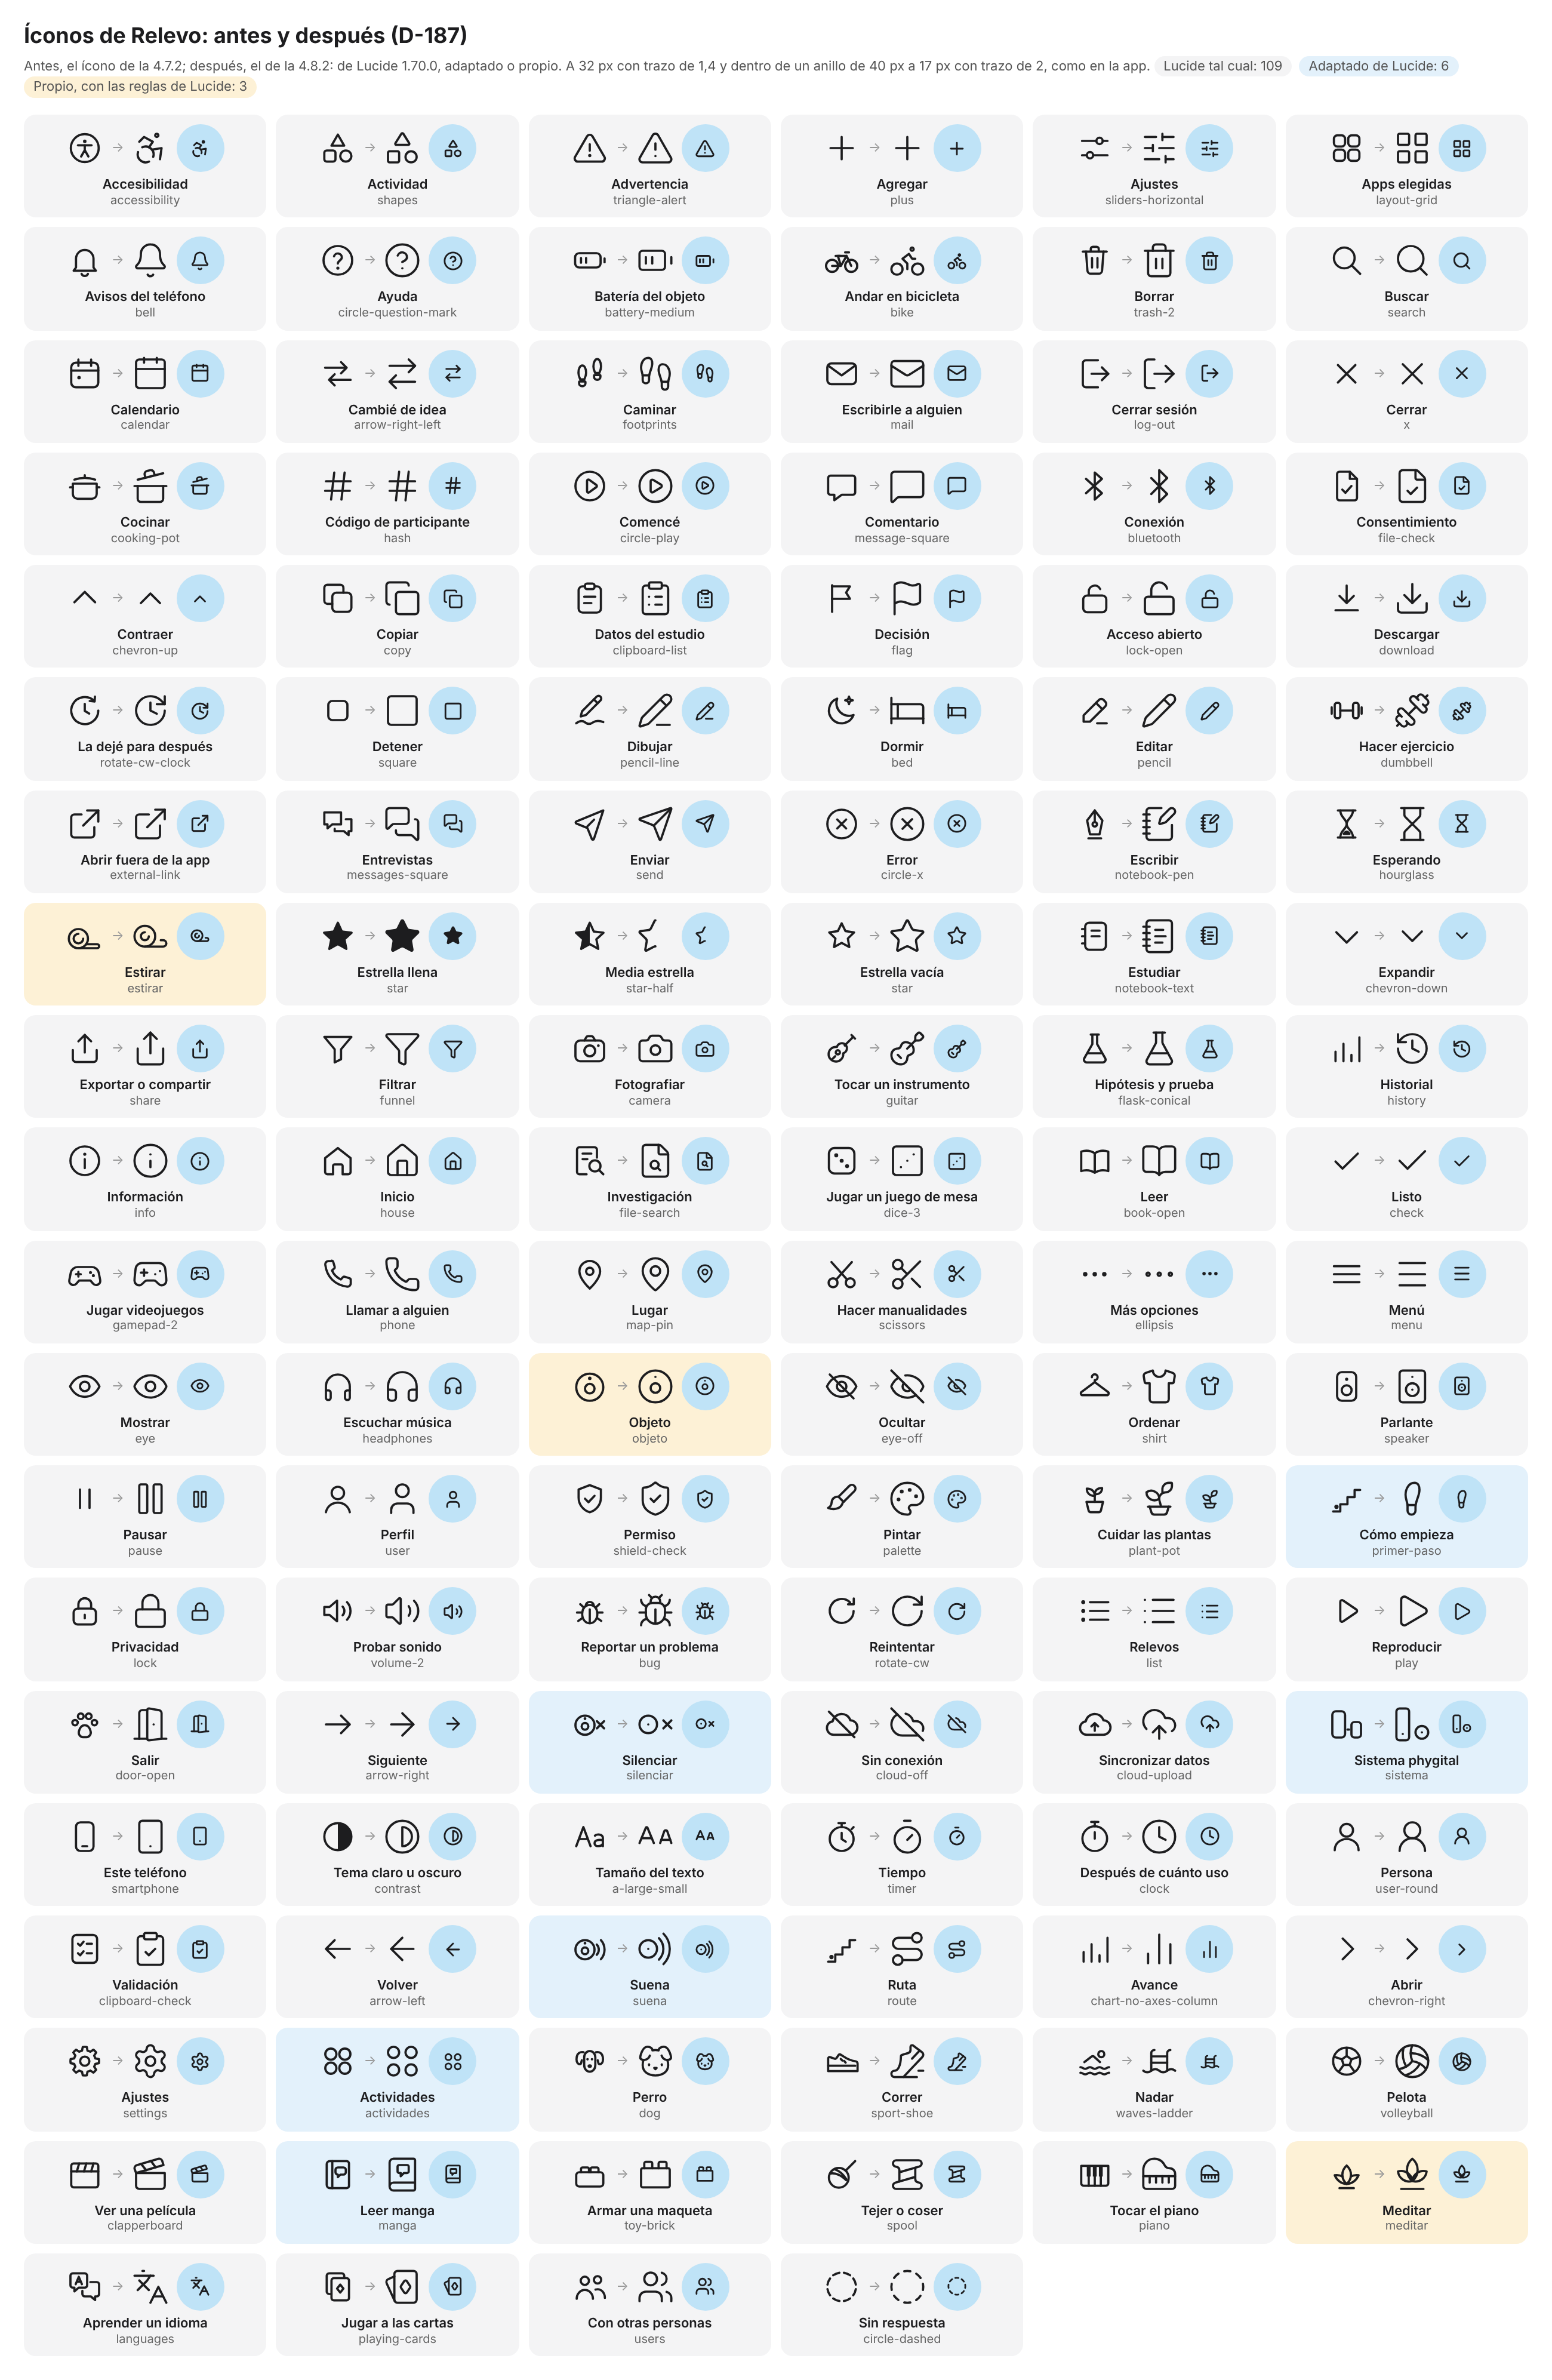 Íconos de Relevo: antes y después (D-187)
Antes, el ícono de la 4.7.2; después, el de la 4.8.2: de Lucide 1.70.0, adaptado o propio. A 32 px con trazo de 1,4 y dentro de un anillo de 40 px a 17 px con trazo de 2, como en la app. Lucide tal cual: 109 Adaptado de Lucide: 6
Propio, con las reglas de Lucide: 3
Accesibilidad Actividad Advertencia Agregar Ajustes Apps elegidas
accessibility shapes triangle-alert plus sliders-horizontal layout-grid
Avisos del teléfono Ayuda Batería del objeto Andar en bicicleta Borrar Buscar
bell circle-question-mark battery-medium bike trash-2 search
Calendario Cambié de idea Caminar Escribirle a alguien Cerrar sesión Cerrar
calendar arrow-right-left footprints mail log-out x
Cocinar Código de participante Comencé Comentario Conexión Consentimiento
cooking-pot hash circle-play message-square bluetooth file-check
Contraer Copiar Datos del estudio Decisión Acceso abierto Descargar
chevron-up copy clipboard-list flag lock-open download
La dejé para después Detener Dibujar Dormir Editar Hacer ejercicio
rotate-cw-clock square pencil-line bed pencil dumbbell
Abrir fuera de la app Entrevistas Enviar Error Escribir Esperando
external-link messages-square send circle-x notebook-pen hourglass
Estirar Estrella llena Media estrella Estrella vacía Estudiar Expandir
estirar star star-half star notebook-text chevron-down
Exportar o compartir Filtrar Fotografiar Tocar un instrumento Hipótesis y prueba Historial
share funnel camera guitar flask-conical history
Información Inicio Investigación Jugar un juego de mesa Leer Listo
info house file-search dice-3 book-open check
Jugar videojuegos Llamar a alguien Lugar Hacer manualidades Más opciones Menú
gamepad-2 phone map-pin scissors ellipsis menu
Mostrar Escuchar música Objeto Ocultar Ordenar Parlante
eye headphones objeto eye-off shirt speaker
Pausar Perfil Permiso Pintar Cuidar las plantas Cómo empieza
pause user shield-check palette plant-pot primer-paso
Privacidad Probar sonido Reportar un problema Reintentar Relevos Reproducir
lock volume-2 bug rotate-cw list play
Salir Siguiente Silenciar Sin conexión Sincronizar datos Sistema phygital
door-open arrow-right silenciar cloud-off cloud-upload sistema
Aa AA AA
Este teléfono Tema claro u oscuro Tamaño del texto Tiempo Después de cuánto uso Persona
smartphone contrast a-large-small timer clock user-round
Validación Volver Suena Ruta Avance Abrir
clipboard-check arrow-left suena route chart-no-axes-column chevron-right
Ajustes Actividades Perro Correr Nadar Pelota
settings actividades dog sport-shoe waves-ladder volleyball
Ver una película Leer manga Armar una maqueta Tejer o coser Tocar el piano Meditar
clapperboard manga toy-brick spool piano meditar
Aprender un idioma Jugar a las cartas Con otras personas Sin respuesta
languages playing-cards users circle-dashed